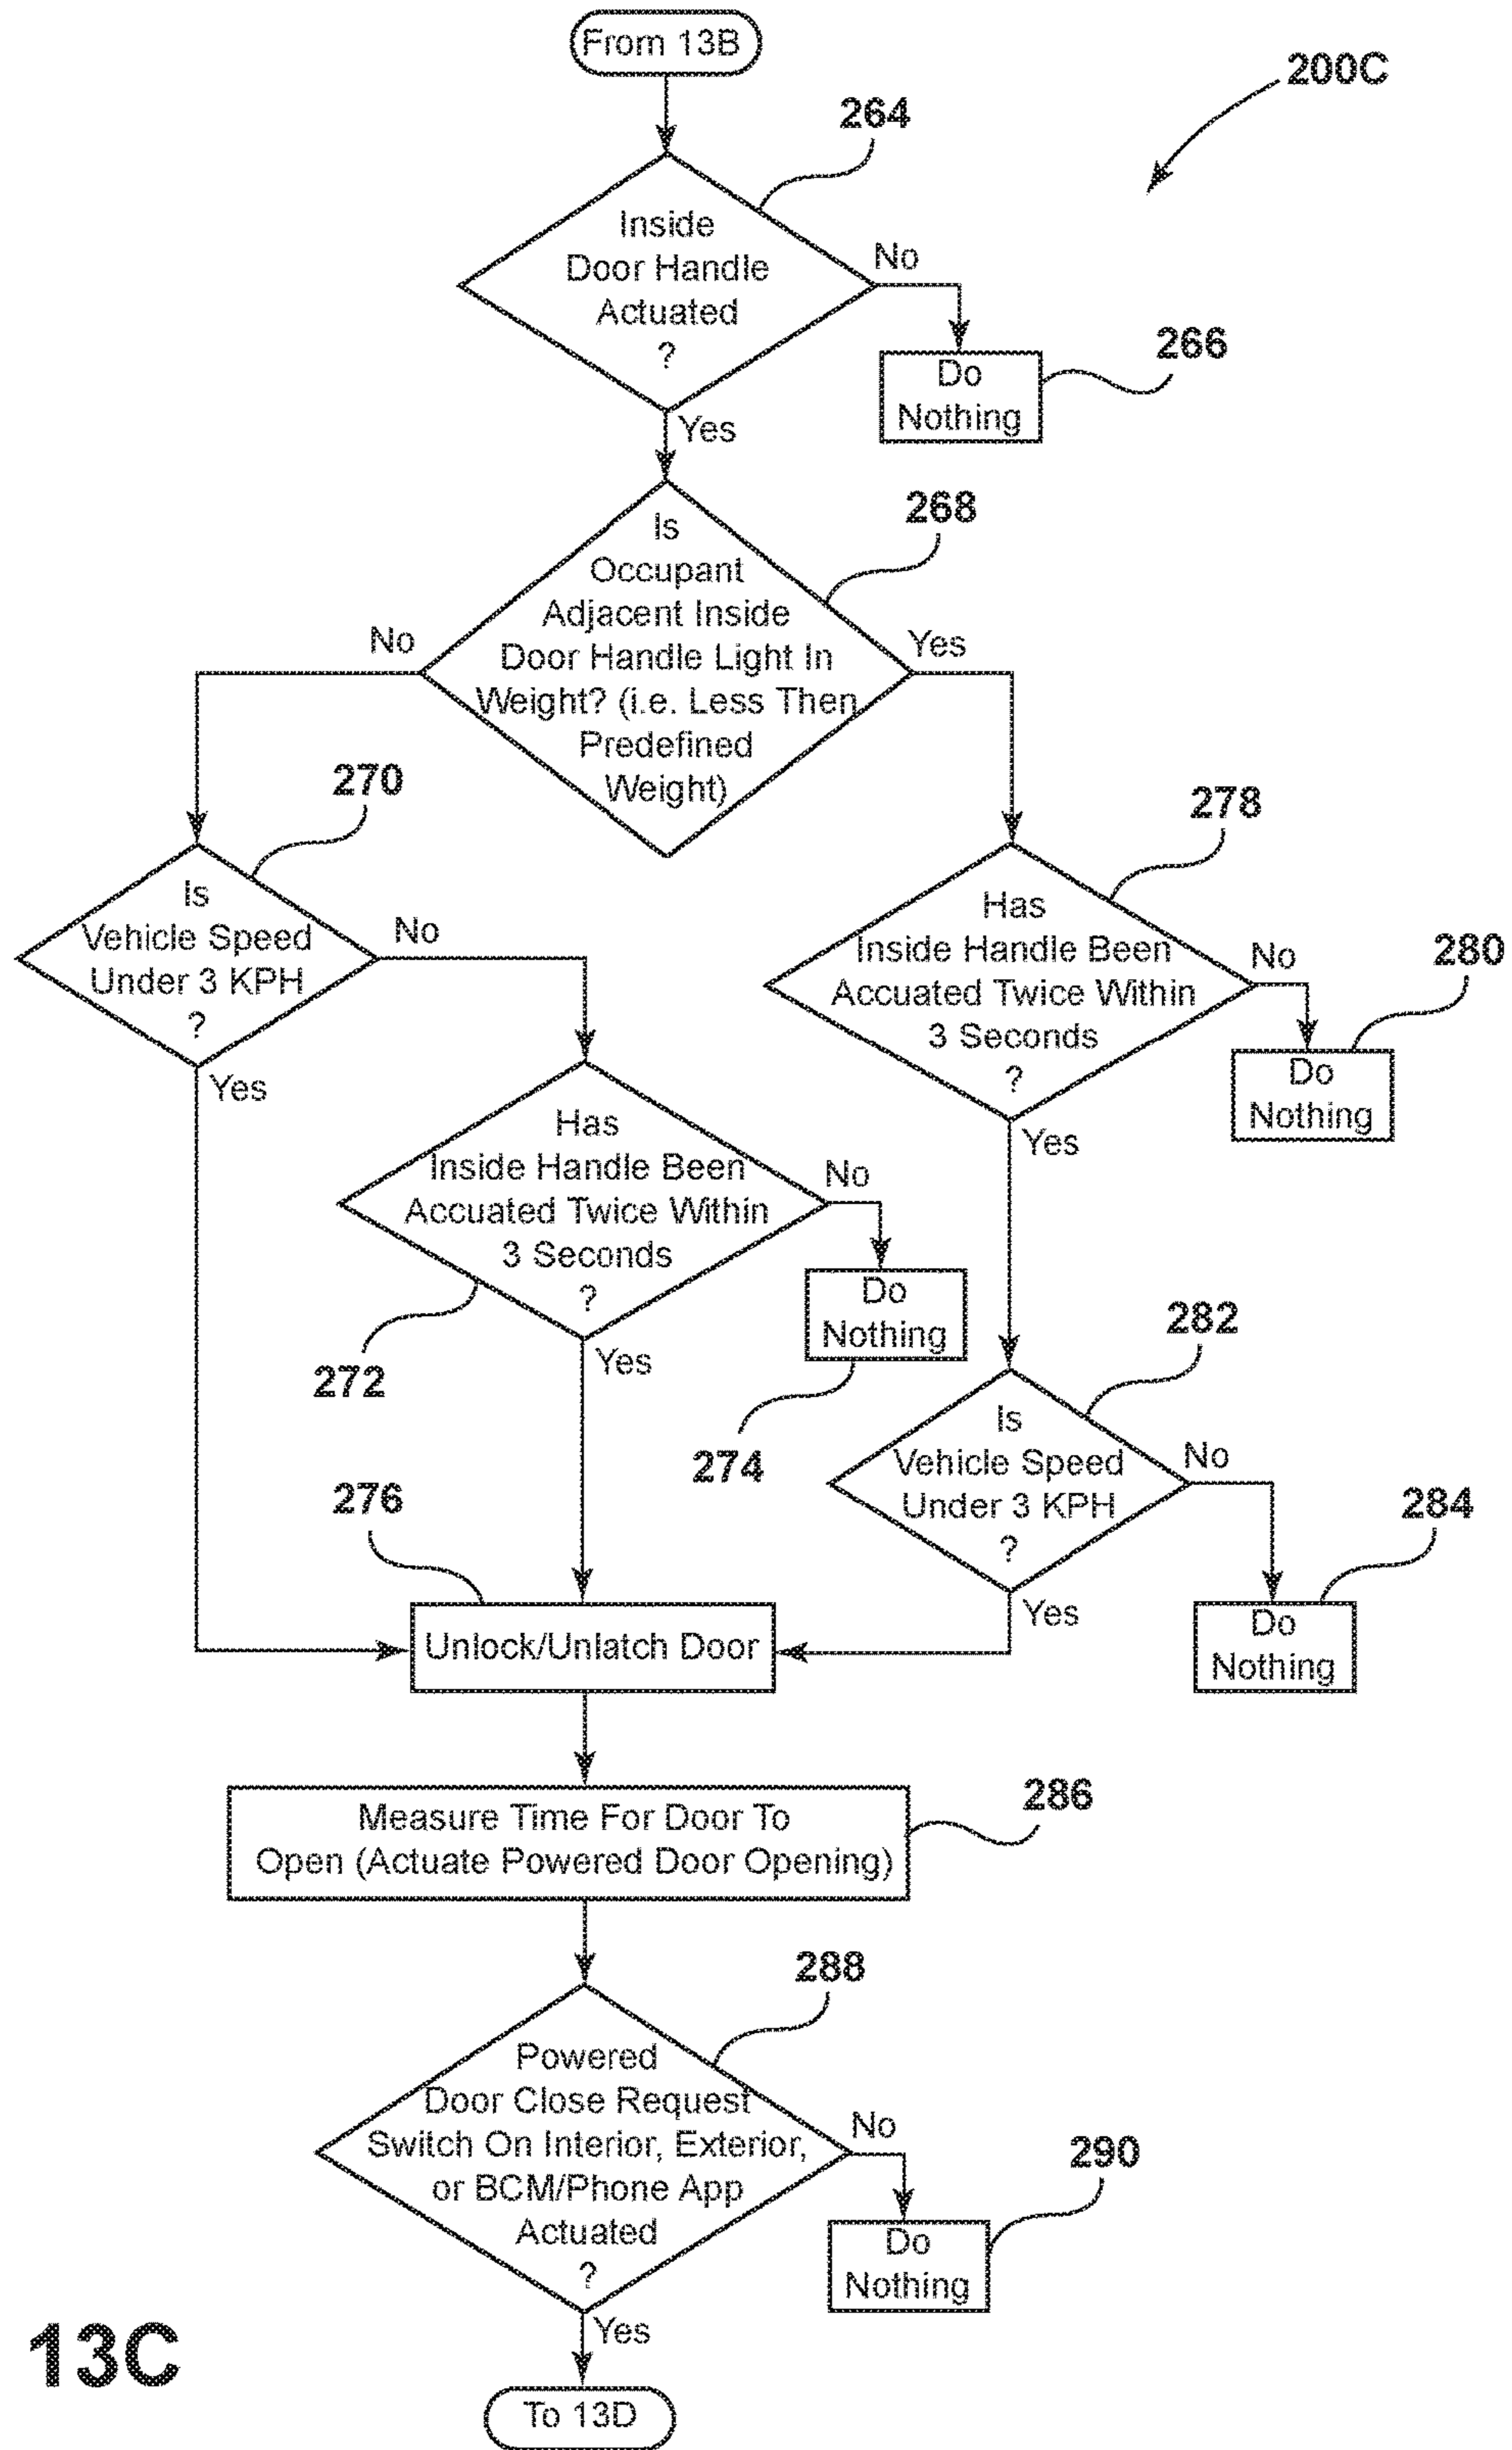 From 13B
200C
264
Inside
Door Handle
Actuated
?
No
266
Do
Nothing
Yes
268
Is
Occupant
Adjacent Inside
Door Handle Light In
Weight? (i.e. Less Then
Predefined
Weight)
No
Yes
270
Is
Vehicle Speed
Under 3 KPH
?
No
Yes
278
Has
Inside Handle Been
Accuated Twice Within
3 Seconds
?
No
280
Do
Nothing
Yes
Has
Inside Handle Been
Accuated Twice Within
3 Seconds
?
No
272
Do
Nothing
274
Yes
282
Is
Vehicle Speed
Under 3 KPH
?
No
284
Do
Nothing
Yes
276
Unlock/Unlatch Door
Measure Time For Door To
Open (Actuate Powered Door Opening)
286
288
Powered
Door Close Request
Switch On Interior, Exterior,
or BCM/Phone App
Actuated
?
No
290
Do
Nothing
Yes
To 13D
13C